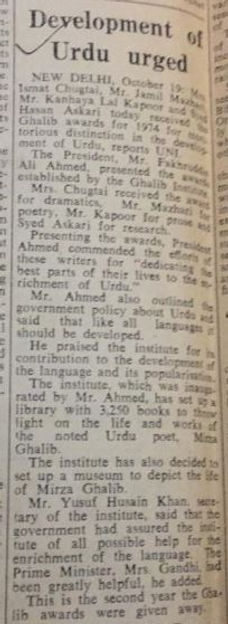 Development of
Urdu urged
NEW DELHI, October 19: Mrs.
Ismat Chugtai, Mr. Jamil Mazhari,
Mr. Kanhaya Lal Kapoor and
Hasan Askari today received the
Ghalib awards for 1974 for
torious distinction in the develop-
ment of Urdu, reports UNI.
The President, Mr. Fakhruddin
Ali Ahmed, presented the awards
established by the Ghalib Institute.
Mrs. Chugtai received the award
for dramatics, Mr. Mazhari for
poetry, Mr. Kapoor for prose and
Syed Askari for research.
Presenting the awards, President
Ahmed commended the efforts of
these writers for "dedicating the
best parts of their lives to the en-
richment of Urdu."
Mr. Ahmed also outlined the
government policy about Urdu and
said that like all languages it
should be developed.
He praised the institute for its
contribution to the development of
the language and its popularisation.
The institute, which was inaugu-
rated by Mr. Ahmed, has set up a
library with 3,250 books to throw
light on the life and works of
the noted Urdu poet, Mirza
Ghalib.
The institute has also decided to
set up a museum to depict the life
of Mirza Ghalib.
Mr. Yusuf Husain Khan, secre-
tary of the institute, said that the
government had assured the insti-
tute of all possible help for the
enrichment of the language. The
Prime Minister, Mrs. Gandhi, had
been greatly helpful, he added.
This is the second year the Gha-
lib awards were given away.